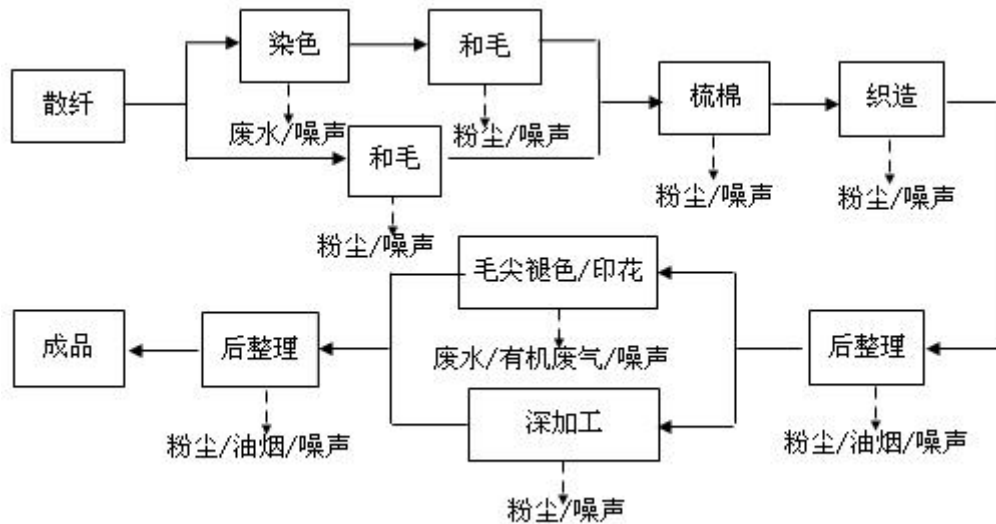 染色
和毛
散纤
梳棉
织造
废水/噪声
粉尘/噪声
和毛
粉尘/噪声
粉尘/噪声
粉尘/噪声
毛尖褪色/印花
成品
后整理
后整理
废水/有机废气/噪声
深加工
粉尘/油烟/噪声
粉尘/油烟/噪声
粉尘/噪声